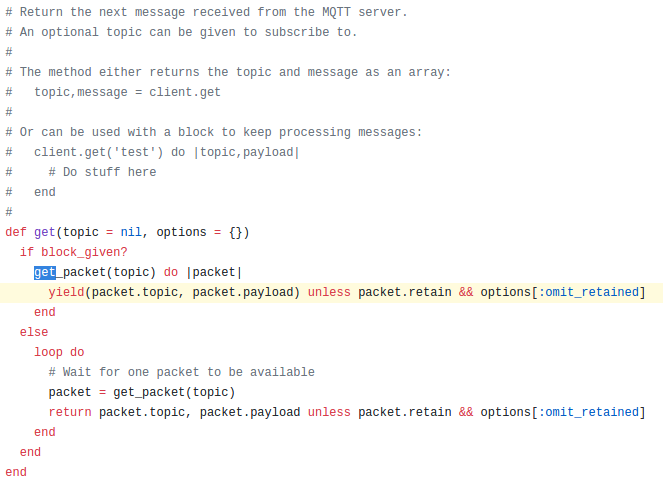 # Return the next message received from the MQTT server.
# An optional topic can be given to subscribe to.
#
# The method either returns the topic and message as an array:
#   topic,message = client.get
#
# Or can be used with a block to keep processing messages:
#   client.get('test') do |topic,payload|
#     # Do stuff here
#   end
#
def get(topic = nil, options = {})
  if block_given?
    get_packet(topic) do |packet|
      yield(packet.topic, packet.payload) unless packet.retain && options[:omit_retained]
    end
  else
    loop do
      # Wait for one packet to be available
      packet = get_packet(topic)
      return packet.topic, packet.payload unless packet.retain && options[:omit_retained]
    end
  end
end